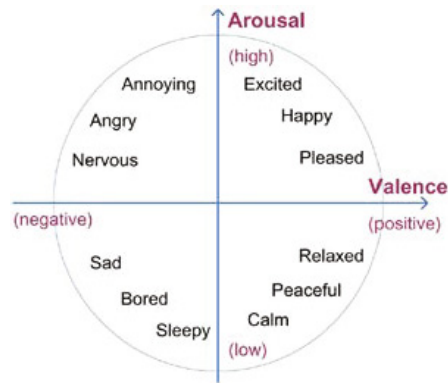 Arousal
(high)
Annoying
Excited
Angry
Happy
Nervous
Pleased
Valence
(negative)
(positive)
Sad
Relaxed
Bored
Peaceful
Sleepy
Calm
(low)